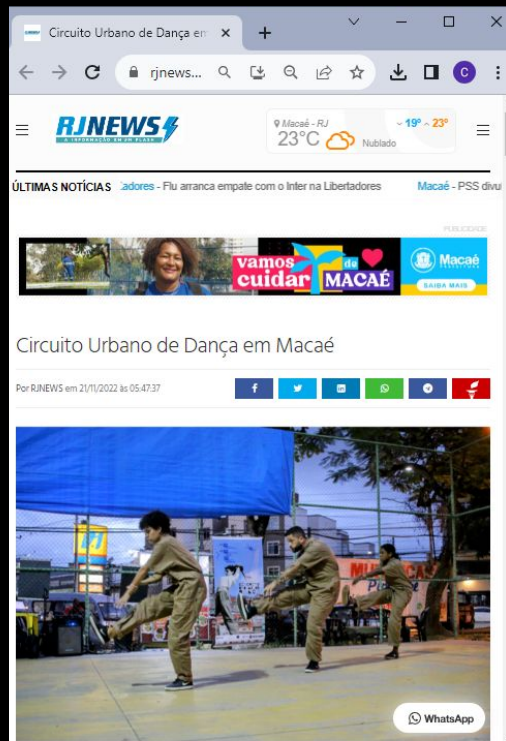 Circuito Urbano de Dança em
rjnews...
C
RJNEWS
A INFORMAÇÃO EM UM FLASH
Macaé - RJ
23°C
Nublado
19° 23°
ÚLTIMAS NOTÍCIAS adores - Flu arranca empate com o Inter na Libertadores Macaé - PSS divu
PUBLICIDADE
vamos
cuidar
de
MACAÉ
Macaé
PREFEITURA
SAIBA MAIS
Circuito Urbano de Dança em Macaé
Por RJNEWS em 21/11/2022 às 05:47:37
WhatsApp